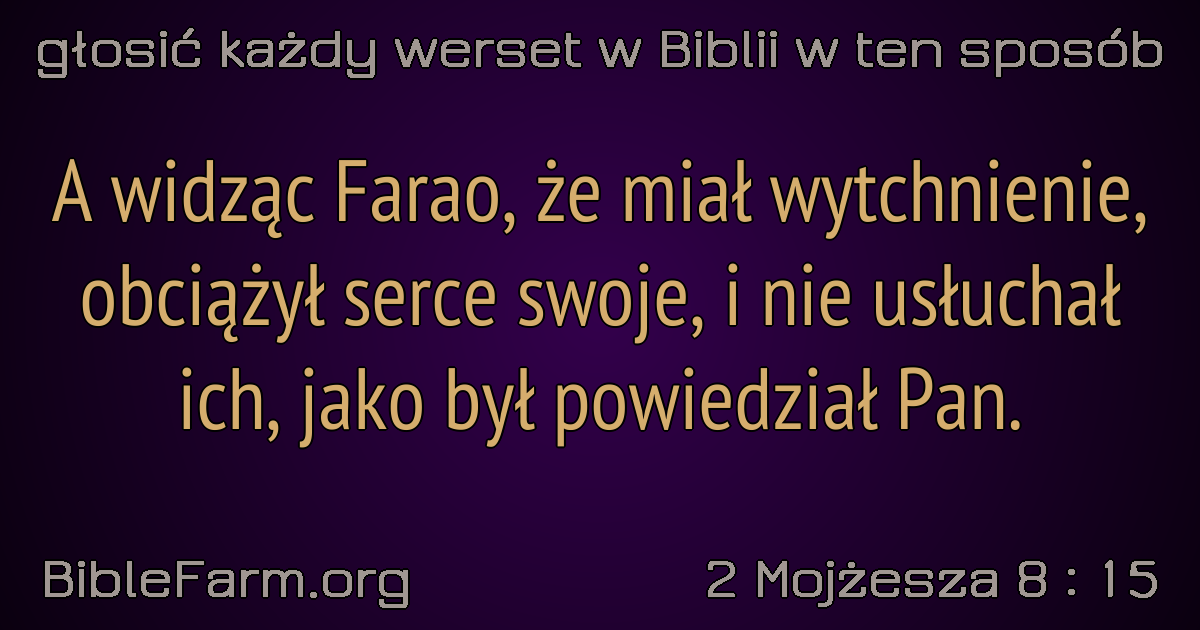 głosić każdy werset w Biblii w ten sposób
A widząc Farao, że miał wytchnienie,
obciążył serce swoje, i nie usłuchał
ich, jako był powiedział Pan.
BibleFarm.org
2 Mojżesza 8 : 15